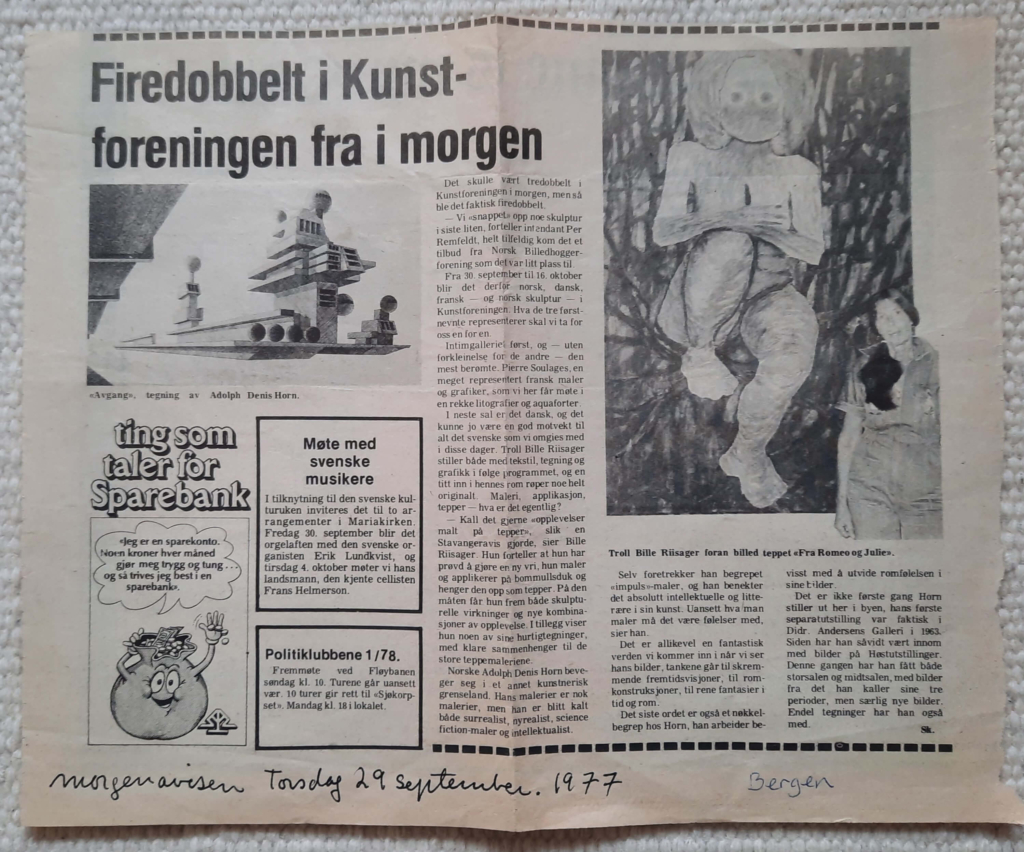 Firedobbelt i Kunst-
foreningen fra i morgen
«Avgang», tegning av Adolph Denis Horn.
Det skulle vært tredobbelt i
Kunstforeningen i morgen, men så
ble det faktisk firedobbelt.
— Vi «snappet» opp noe skulptur
i siste liten, forteller intendant Per
Remfeldt, helt tilfeldig kom det et
tilbud fra Norsk Billedhogger-
forening som det var litt plass til.
Fra 30. september til 16. oktober
blir det derfor norsk, dansk,
fransk — og norsk skulptur — i
Kunstforeningen. Hva de tre først-
nevnte representerer skal vi ta for
oss en for en.
Intimgalleriet først, og — uten
forkleinelse for de andre — den
mest berømte. Pierre Soulages, en
meget representert fransk maler
og grafiker, som vi her får møte i
en rekke litografier og aquaforter.
I neste sal er det dansk, og det
kunne jo være en god motvekt til
alt det svenske som vi omgies med
i disse dager. Troll Bille Riisager
stiller både med tekstil, tegning og
grafikk i følge programmet, og en
titt inn i hennes rom røper noe helt
originalt. Maleri, applikasjon,
tepper — hva er det egentlig?
— Kall det gjerne «opplevelser
malt på tepper», slik en
Stavangeravis gjorde, sier Bille
Riisager. Hun forteller at hun har
prøvd å gjøre en ny vri, hun maler
og applikerer på bommullsduk og
henger den opp som tepper. På den
måten får hun frem både skulptu-
relle virkninger og nye kombina-
sjoner av opplevelse. I tillegg viser
hun noen av sine hurtigtegninger,
med klare sammenhenger til de
store teppemaleriene.
Norske Adolph Denis Horn beve-
ger seg i et annet kunstnerisk
grenseland. Hans malerier er nok
malerier, men han er blitt kalt
både surrealist, nyrealist, science
fiction-maler og intellektualist.
Troll Bille Riisager foran billedteppet «Fra Romeo og Julie».
Selv foretrekker han begrepet
«impuls»-maler, og han benekter
det absolutt intellektuelle og litte-
rære i sin kunst. Uansett hva man
maler må det være følelser med,
sier han.
Det er allikevel en fantastisk
verden vi kommer inn i når vi ser
hans bilder, tankene går til skrem-
mende fremtidsvisjoner, til rom-
konstruksjoner, til rene fantasier i
tid og rom.
Det siste ordet er også et nøkkel-
begrep hos Horn, han arbeider be-
visst med å utvide romfølelsen i
sine bilder.
Det er ikke første gang Horn
stiller ut her i byen, hans første
separatutstilling var faktisk i
Didr. Andersens Galleri i 1963.
Siden har han såvidt vært innom
med bilder på Høstutstillinger.
Denne gangen har han fått både
storsalen og midtsalen, med bilder
fra det han kaller sine tre
perioder, men særlig nye bilder.
Endel tegninger har han også
med.
Sk.
ting som
taler for
Sparebank
«Jeg er en sparekonto.
Noen kroner hver måned
gjør meg trygg og tung...
og så trives jeg best i en
sparebank».
Møte med
svenske
musikere
I tilknytning til den svenske kul-
turuken inviteres det til to ar-
rangementer i Mariakirken.
Fredag 30. september blir det
orgelaften med den svenske or-
ganisten Erik Lundkvist, og
tirsdag 4. oktober møter vi hans
landsmann, den kjente cellisten
Frans Helmerson.
Politiklubbene 1/78.
Fremmøte ved Fløybanen
søndag kl. 10. Turene går uansett
vær. 10 turer gir rett til «Sjøkorp-
set». Mandag kl. 18 i lokalet.
morgenavisen Torsdag 29 september. 1977
Bergen